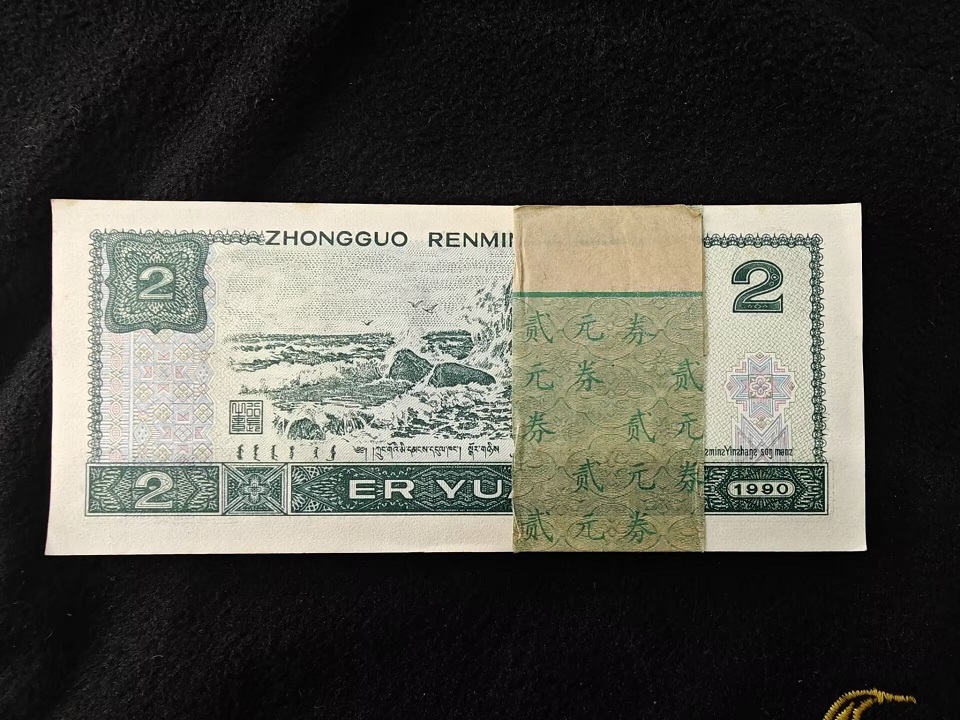 ZHONGGUO RENMIN
2
2
贰 元 券
元 券 贰
券 贰 元
贰 元 券
贰 元 券
2
ER YUA
1990